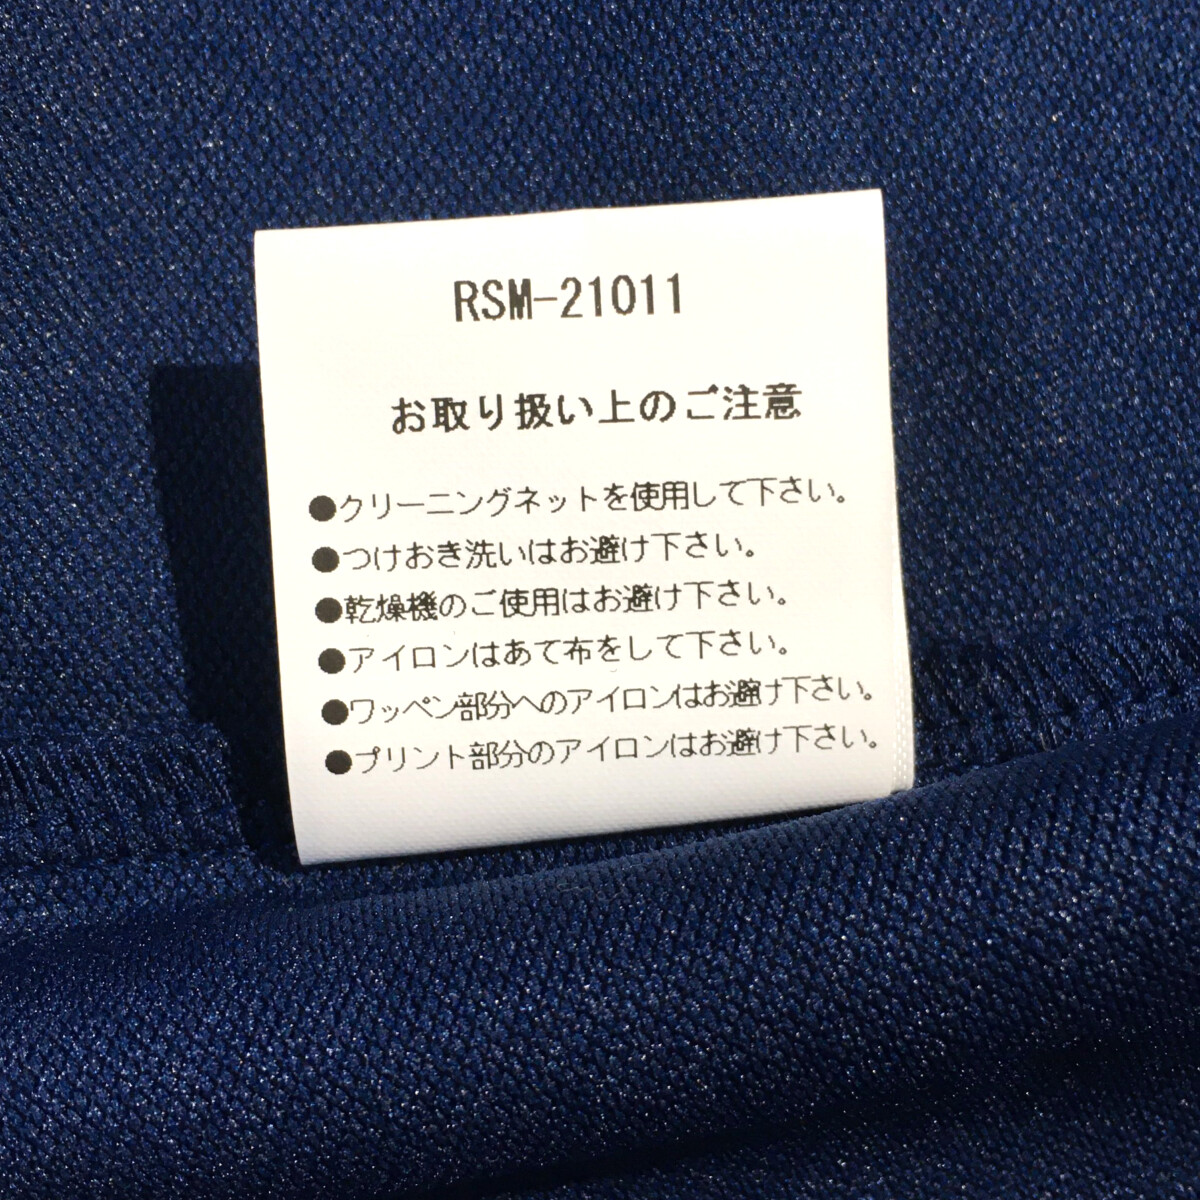 RSM-21011
お取り扱い上のご注意
●クリーニングネットを使用して下さい。
●つけおき洗いはお避け下さい。
●乾燥機のご使用はお避け下さい。
●アイロンはあて布をして下さい。
●ワッペン部分へのアイロンはお避け下さい。
●プリント部分のアイロンはお避け下さい。